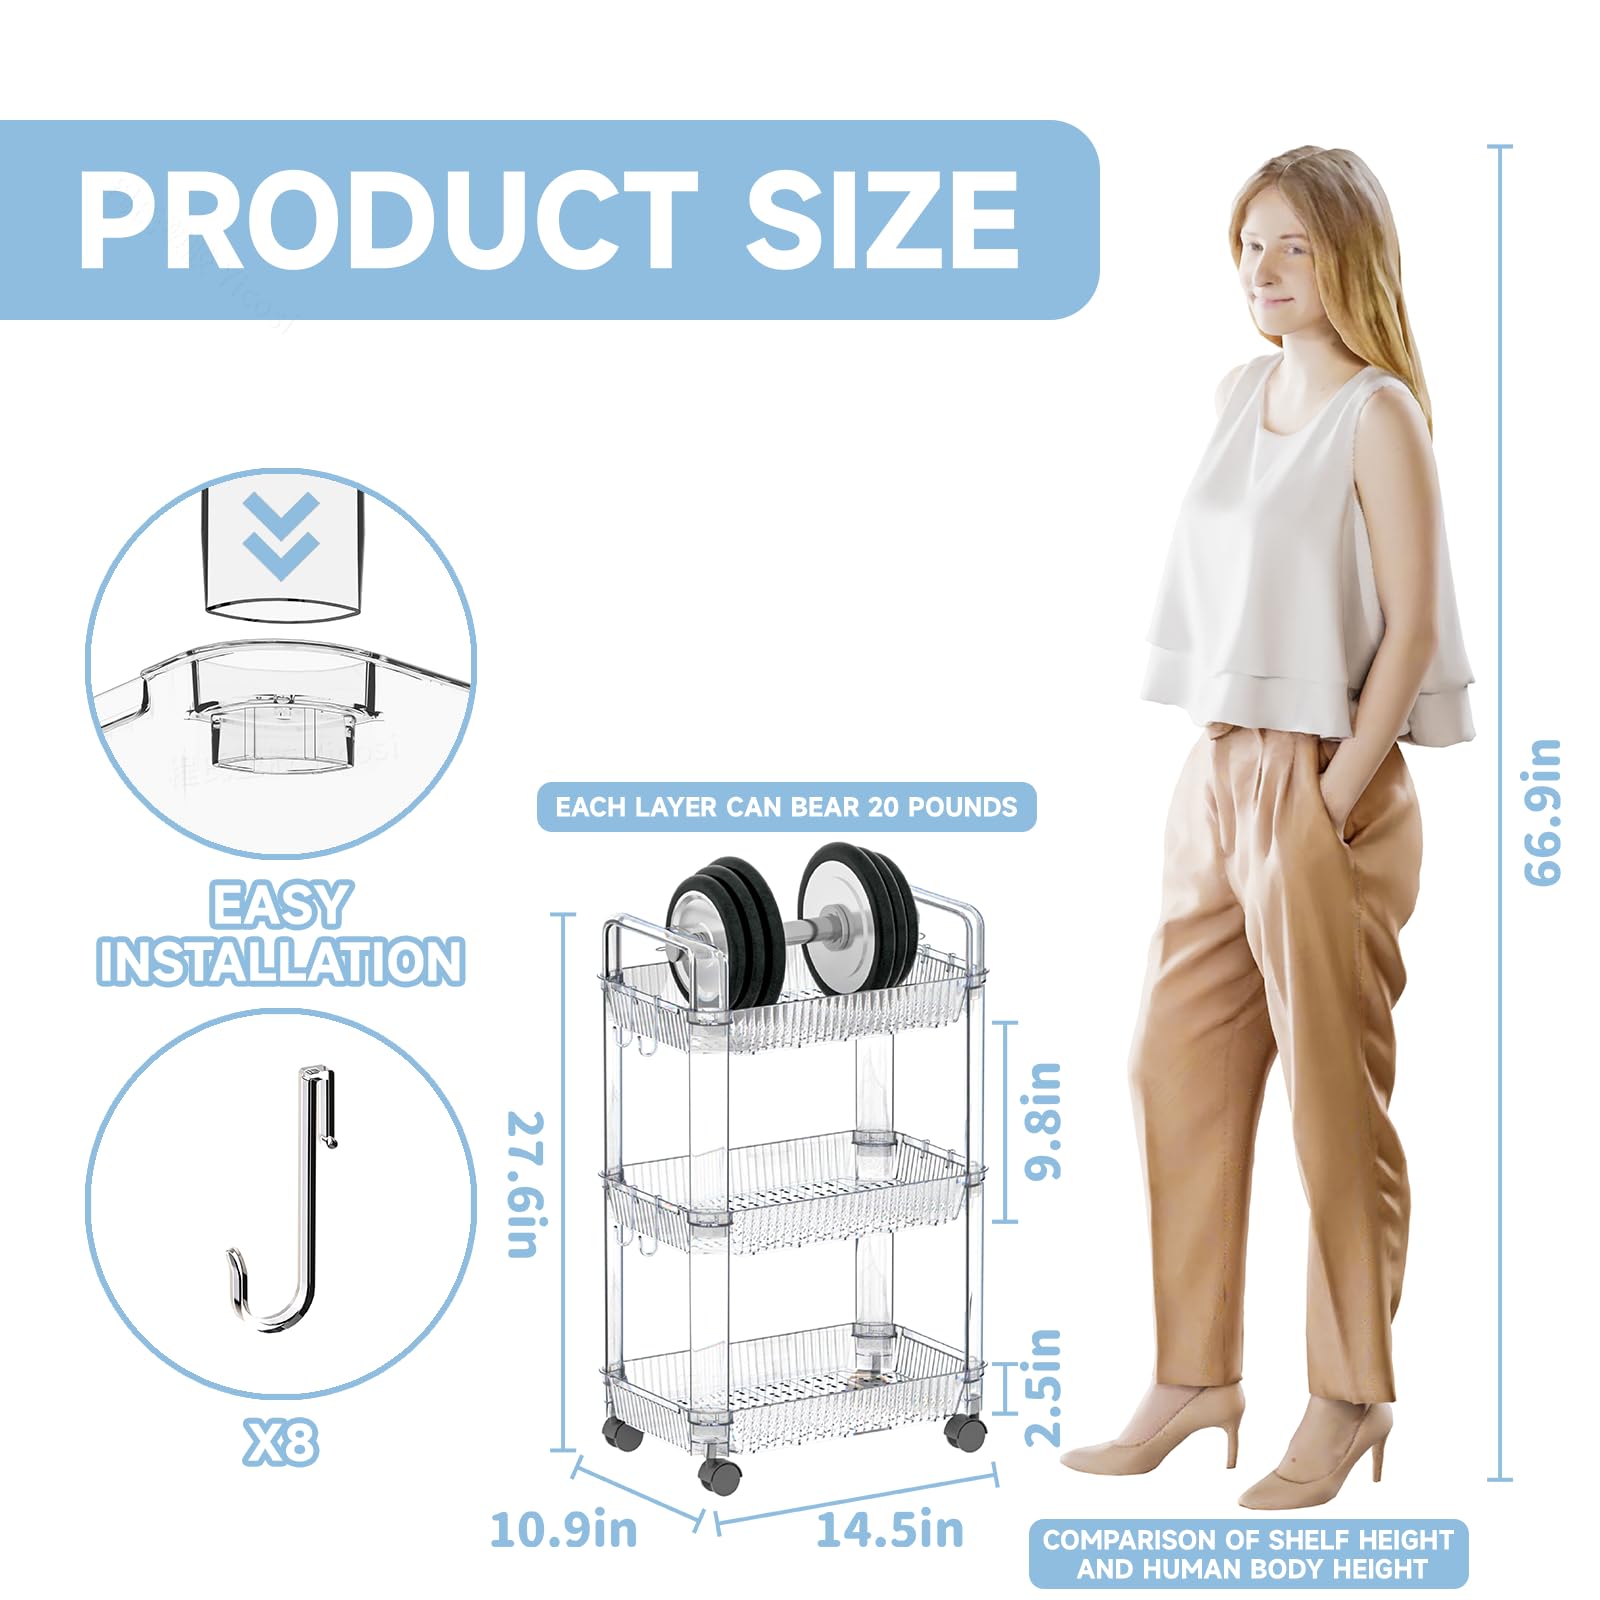 PRODUCT SIZE
EACH LAYER CAN BEAR 20 POUNDS
EASY
INSTALLATION
X8
27.6in
9.8in
2.5in
10.9in
14.5in
66.9in
COMPARISON OF SHELF HEIGHT
AND HUMAN BODY HEIGHT